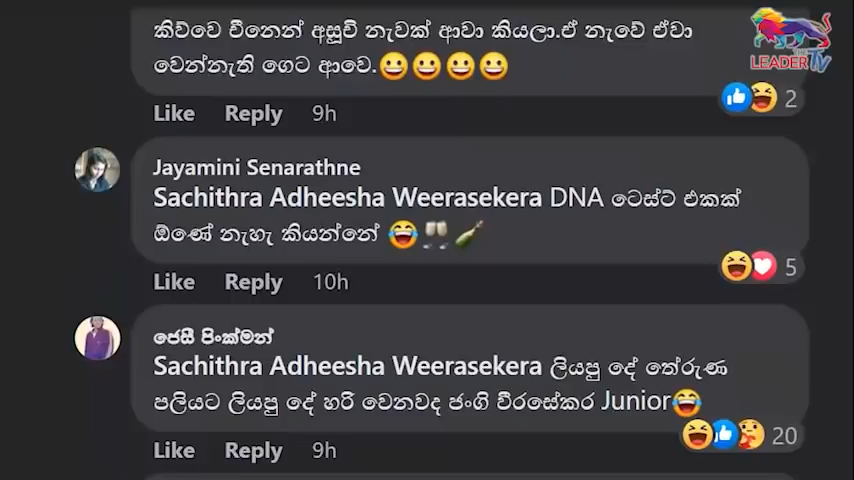 කිව්වෙ චීනෙන් අසූචි නැවක් ආවා කියලා.ඒ නැවේ ඒවා
වෙන්නැති ගෙට ආවෙ.😀😀😀😀
THE LEADER TV
2
Like Reply 9h
Jayamini Senarathne
Sachithra Adheesha Weerasekera DNA ටෙස්ට් එකක්
ඕණේ නැහැ කියන්නේ 😂🥂🍾
5
Like Reply 10h
ජෙසී පින්ක්මන්
Sachithra Adheesha Weerasekera ලියපු දේ තේරුණ
පලියට ලියපු දේ හරි වෙනවද ජංගි වීරසේකර Junior😂
20
Like Reply 9h